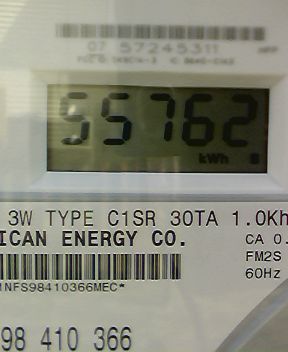 07 57245311
55762
kWh
3W TYPE C1SR 30TA 1.0Kh
ICAN ENERGY CO.
CA 0.
FM2S
60Hz
NFS98410366MEC*
98 410 366